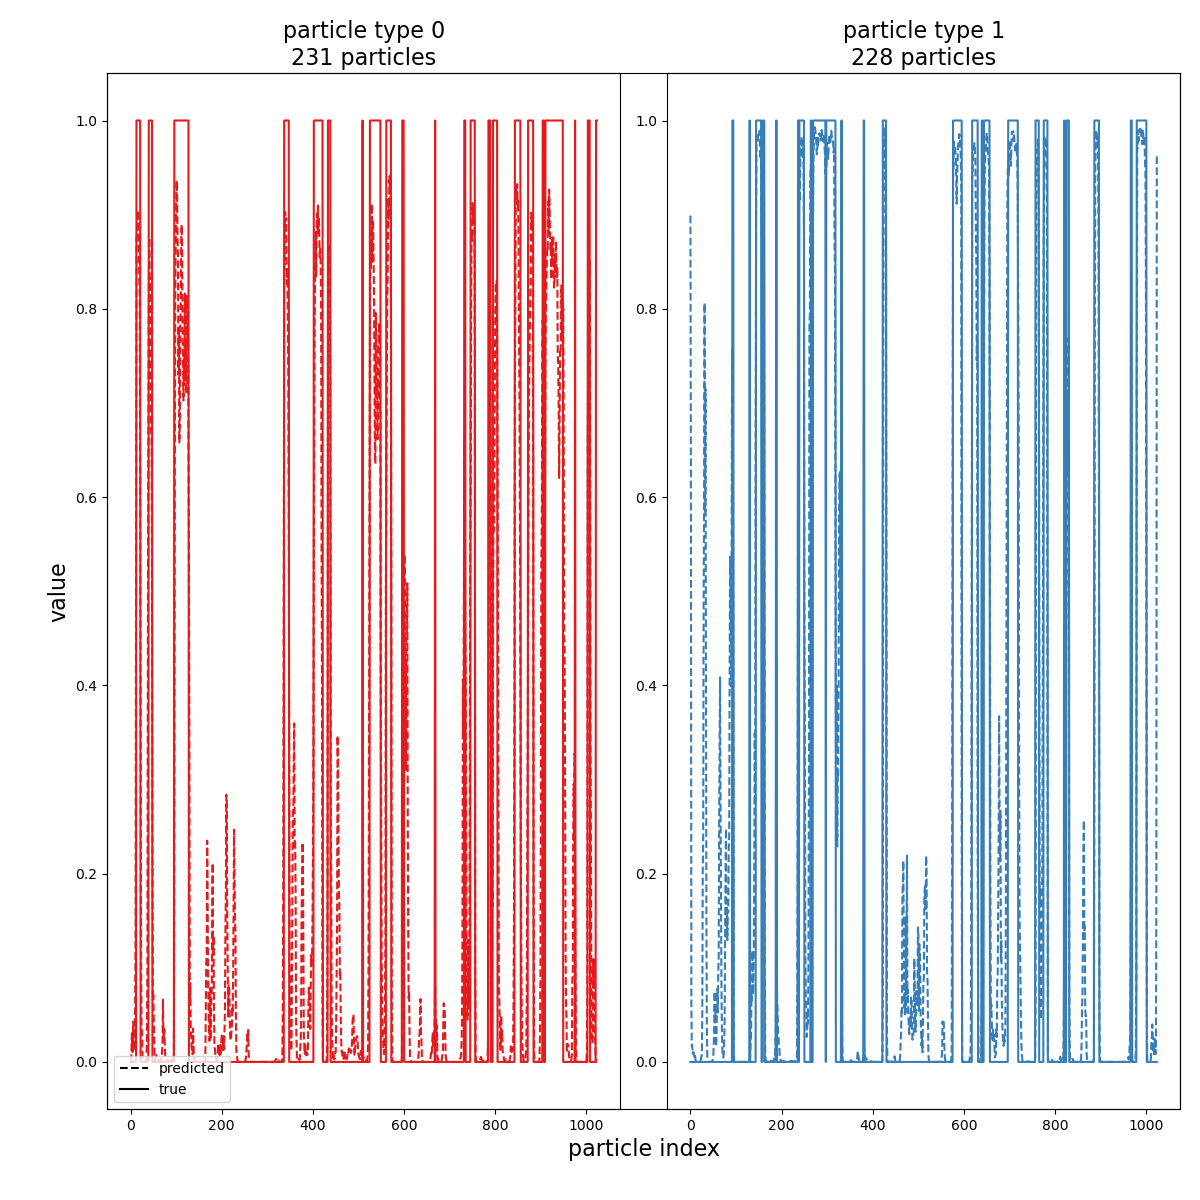 particle type 0
231 particles
particle type 1
228 particles
value
1.0
0.8
0.6
0.4
0.2
0.0
1.0
0.8
0.6
0.4
0.2
0.0
predicted
true
0 200 400 600 800 1000
0 200 400 600 800 1000
particle index